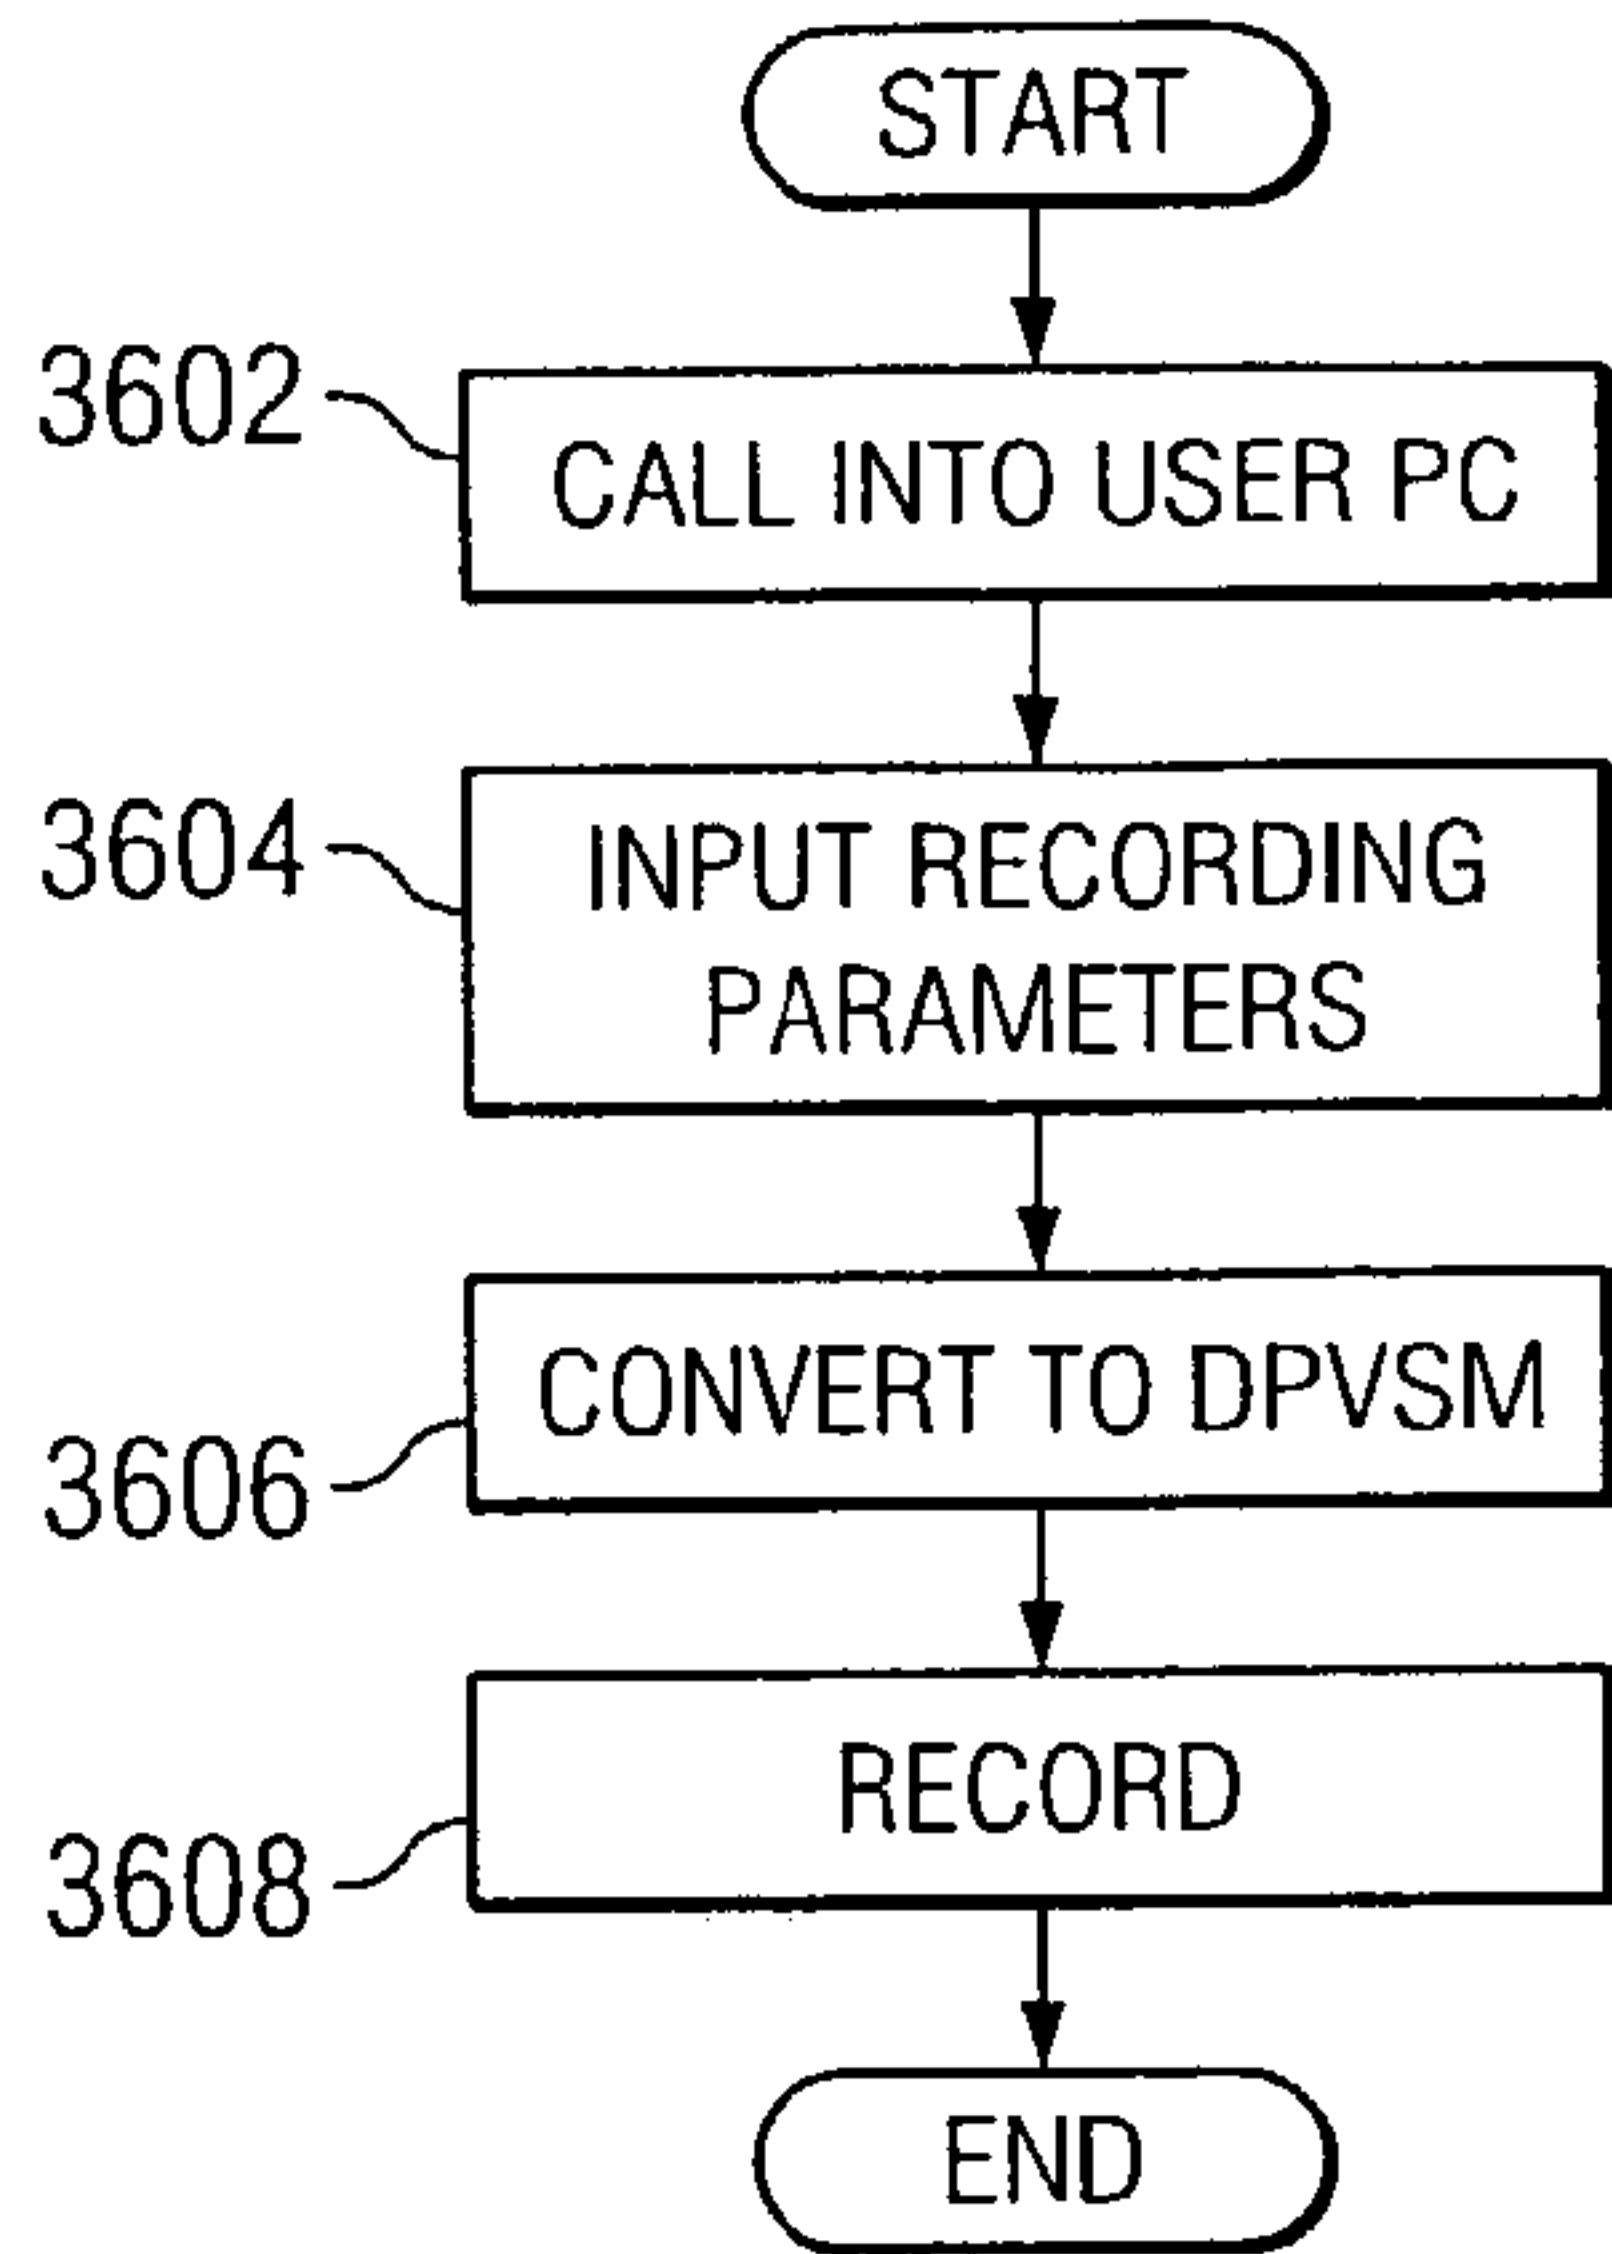 START
3602
CALL INTO USER PC
3604
INPUT RECORDING
PARAMETERS
CONVERT TO DPVSM
3606
RECORD
3608
END